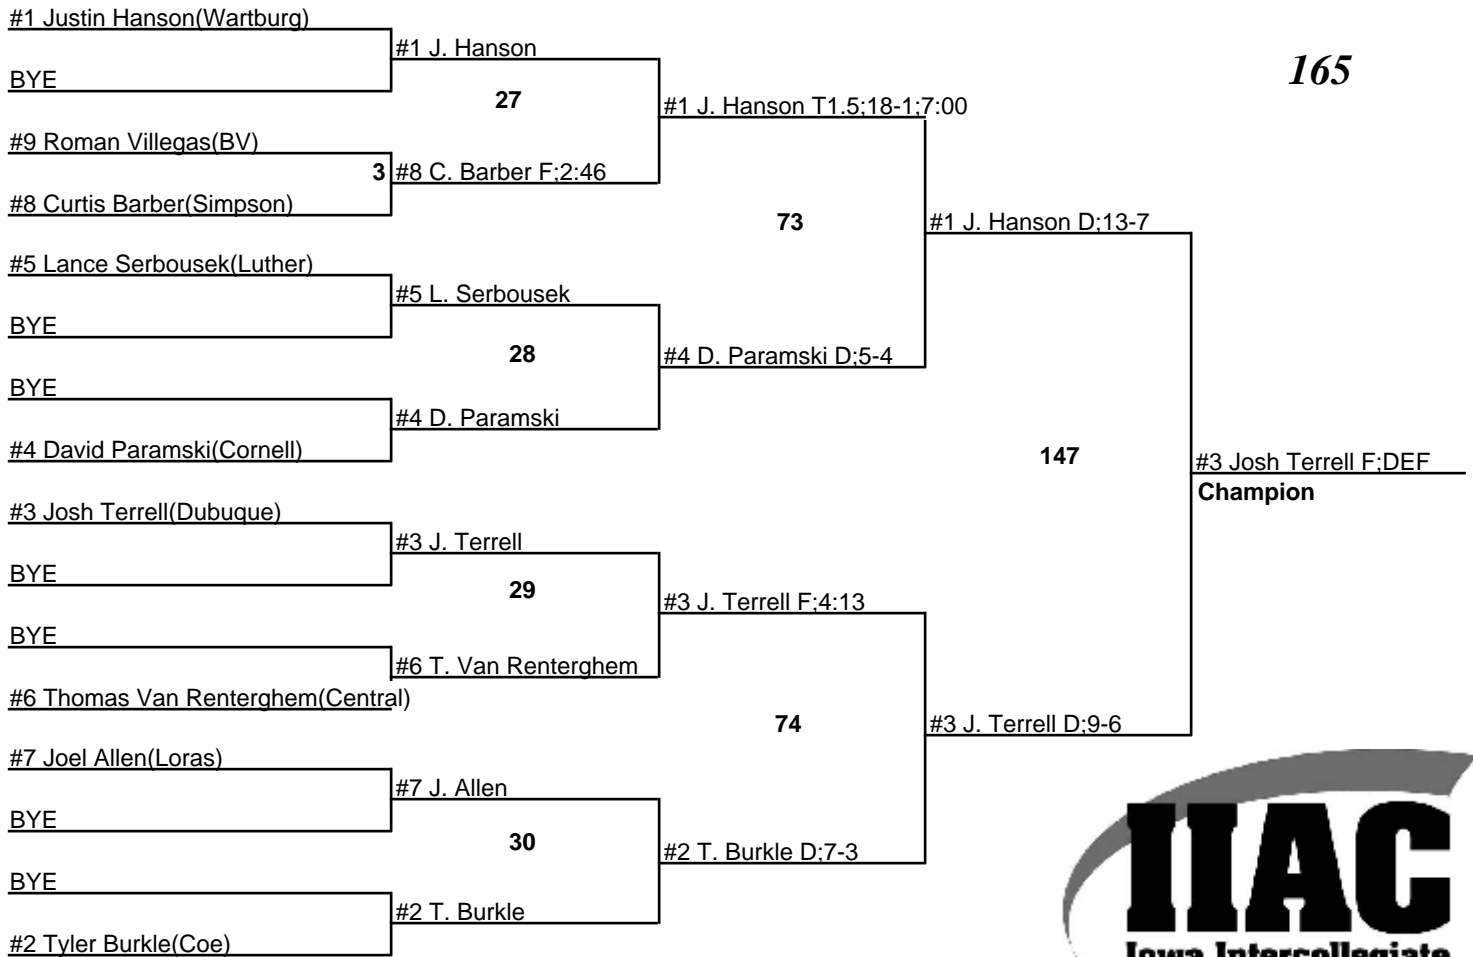 #1 Justin Hanson(Wartburg)
#1 J. Hanson
165
BYE
27
#1 J. Hanson T1.5;18-1;7:00
#9 Roman Villegas(BV)
3
#8 C. Barber F;2:46
#8 Curtis Barber(Simpson)
73
#1 J. Hanson D;13-7
#5 Lance Serbousek(Luther)
#5 L. Serbousek
BYE
28
#4 D. Paramski D;5-4
BYE
#4 D. Paramski
#4 David Paramski(Cornell)
147
#3 Josh Terrell F;DEF
Champion
#3 Josh Terrell(Dubuque)
#3 J. Terrell
BYE
29
#3 J. Terrell F;4:13
BYE
#6 T. Van Renterghem
#6 Thomas Van Renterghem(Central)
74
#3 J. Terrell D;9-6
#7 Joel Allen(Loras)
#7 J. Allen
BYE
30
#2 T. Burkle D;7-3
BYE
#2 T. Burkle
#2 Tyler Burkle(Coe)
IIAC
Iowa Intercollegiate